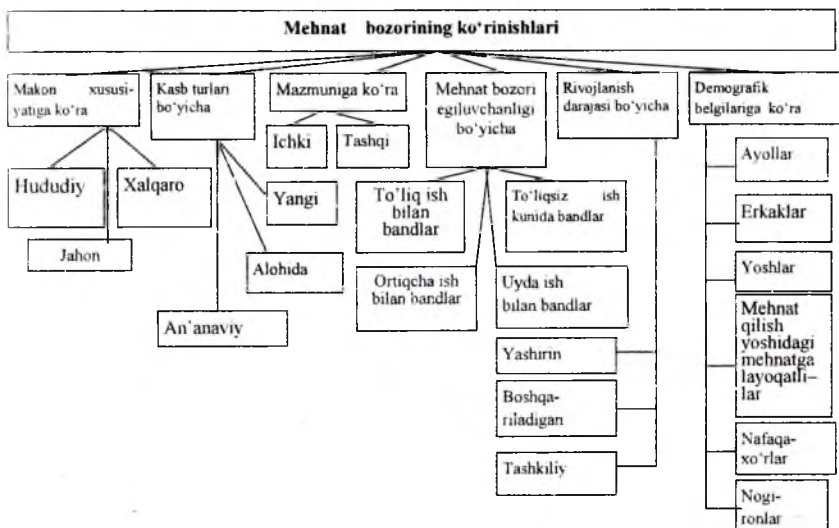 Mehnat bozorining ko‘rinishlari
Makon xususi-
yatiga ko‘ra
Kasb turlari
bo‘yicha
Mazmuniga ko‘ra
Mehnat bozori
egiluvchanligi
bo‘yicha
Rivojlanish
darajasi bo‘yicha
Demografik
belgilariga ko‘ra
Hududiy
Xalqaro
Jahon
Yangi
Alohida
An’anaviy
Ichki
Tashqi
To’liq ish
bilan
bandlar
To’liqsiz ish
kunida bandlar
Ortiqcha ish
bilan bandlar
Uyda ish
bilan bandlar
Yashirin
Boshqa-
riladigan
Tashkiliy
Ayollar
Erkaklar
Yoshlar
Mehnat
qilish
yoshidagi
mehnatga
layoqatli–
lar
Nafaqa-
xo‘rlar
Nogi-
ronlar